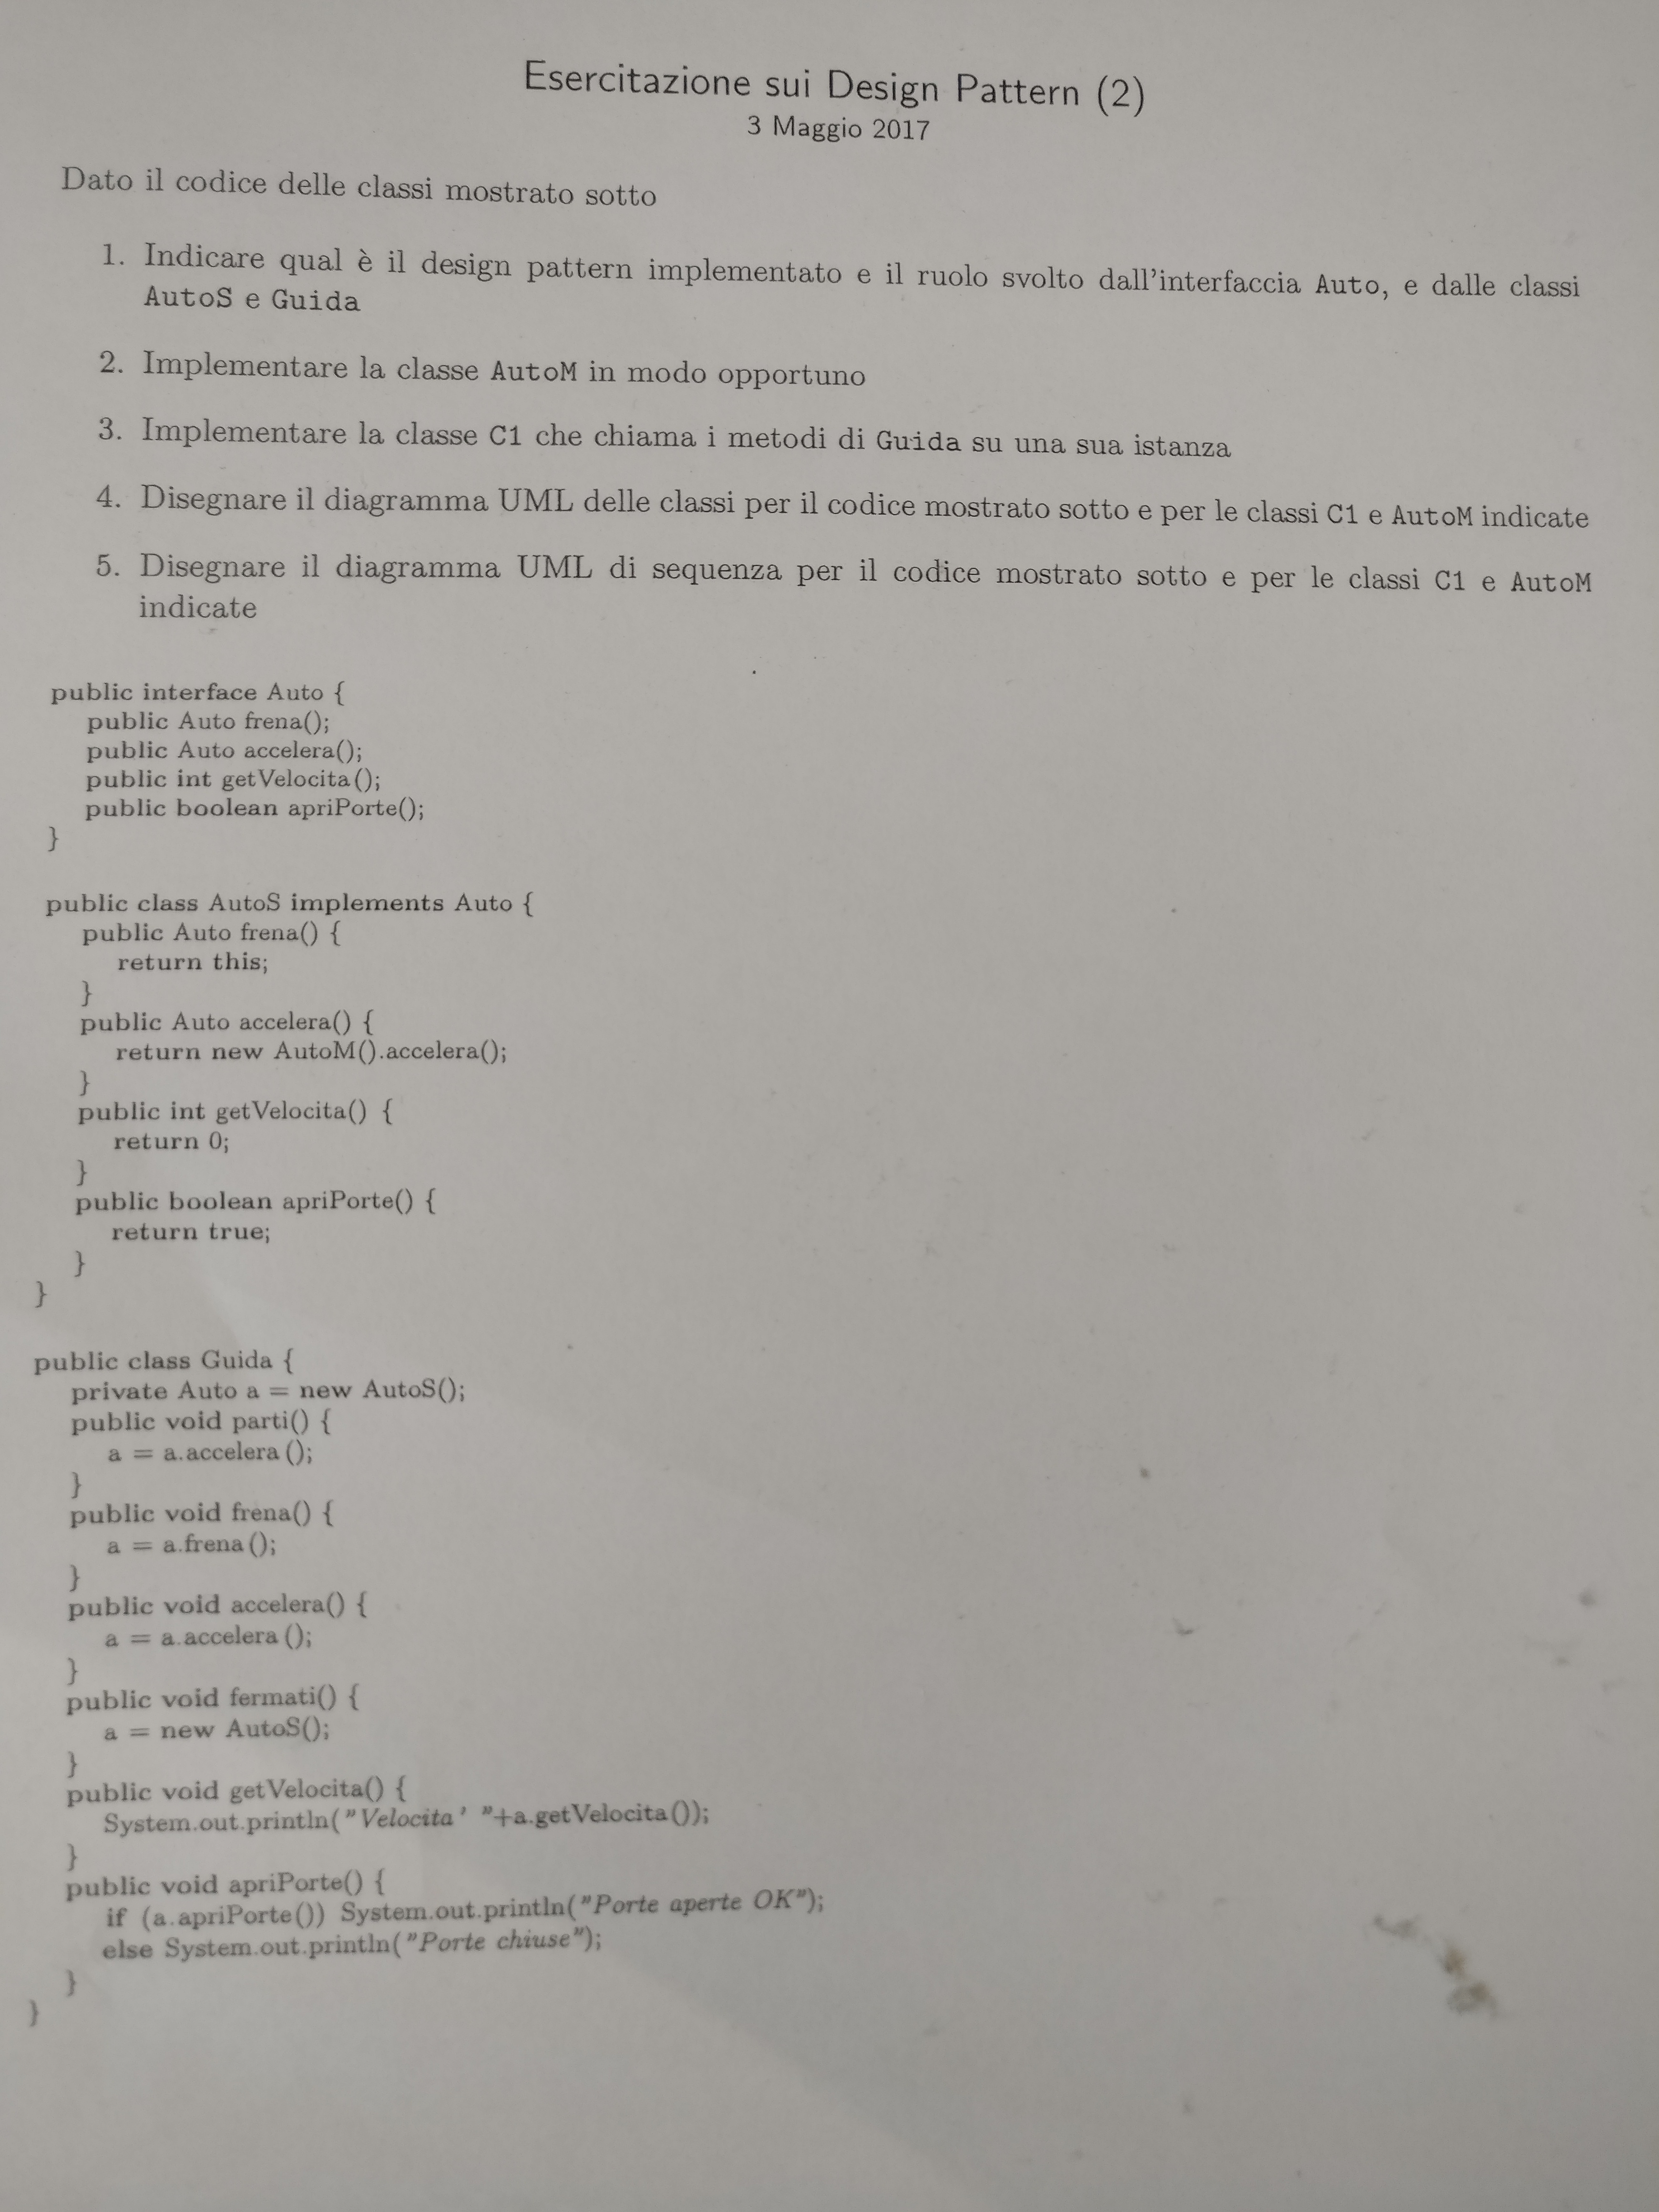 Esercitazione sui Design Pattern (2)
3 Maggio 2017
Dato il codice delle classi mostrato sotto
1. Indicare qual è il design pattern implementato e il ruolo svolto dall'interfaccia Auto, e dalle classi
AutoS e Guida
2. Implementare la classe AutoM in modo opportuno
3. Implementare la classe C1 che chiama i metodi di Guida su una sua istanza
4. Disegnare il diagramma UML delle classi per il codice mostrato sotto e per le classi C1 e AutoM indicate
5. Disegnare il diagramma UML di sequenza per il codice mostrato sotto e per le classi C1 e AutoM
indicate
public interface Auto {
public Auto frena();
public Auto accelera();
public int getVelocita();
public boolean apriPorte();
}
public class AutoS implements Auto {
public Auto frena() {
return this;
}
public Auto accelera() {
return new AutoM().accelera();
}
public int getVelocita() {
return 0;
}
public boolean apriPorte() {
return true;
}
}
public class Guida {
private Auto a = new AutoS();
public void parti() {
a = a.accelera ();
}
public void frena() {
a = a.frena ();
}
public void accelera() {
a = a.accelera ();
}
public void fermati() {
a = new AutoS();
}
public void getVelocita() {
System.out.println("Velocita' "+a.getVelocita());
}
public void apriPorte() {
if (a.apriPorte()) System.out.println("Porte aperte OK");
else System.out.println("Porte chiuse");
}
}